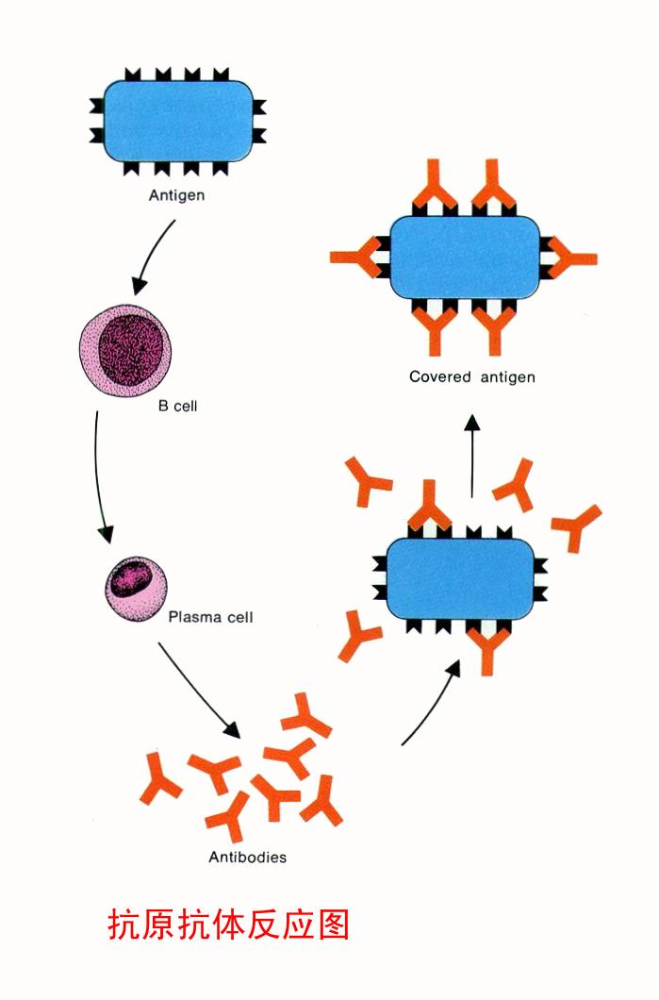 Antigen
B cell
Plasma cell
Antibodies
Covered antigen
抗原抗体反应图